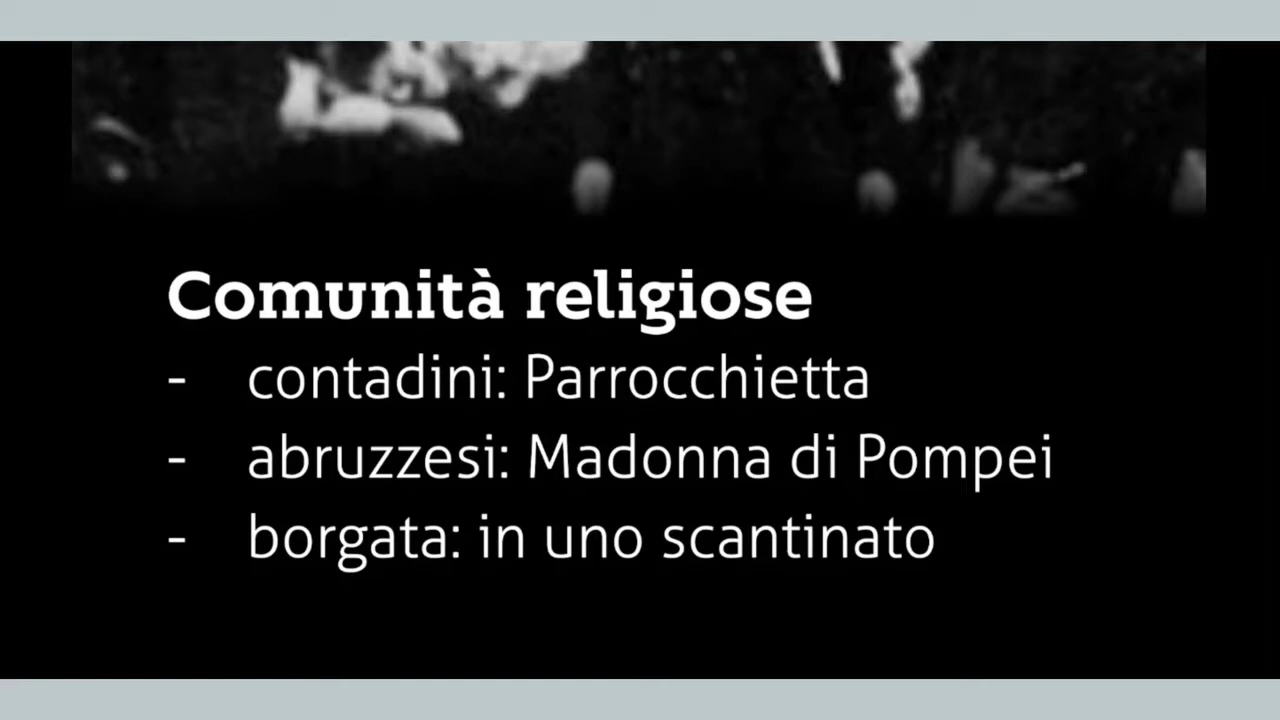 Comunità religiose
- contadini: Parrocchietta
- abruzzesi: Madonna di Pompei
- borgata: in uno scantinato